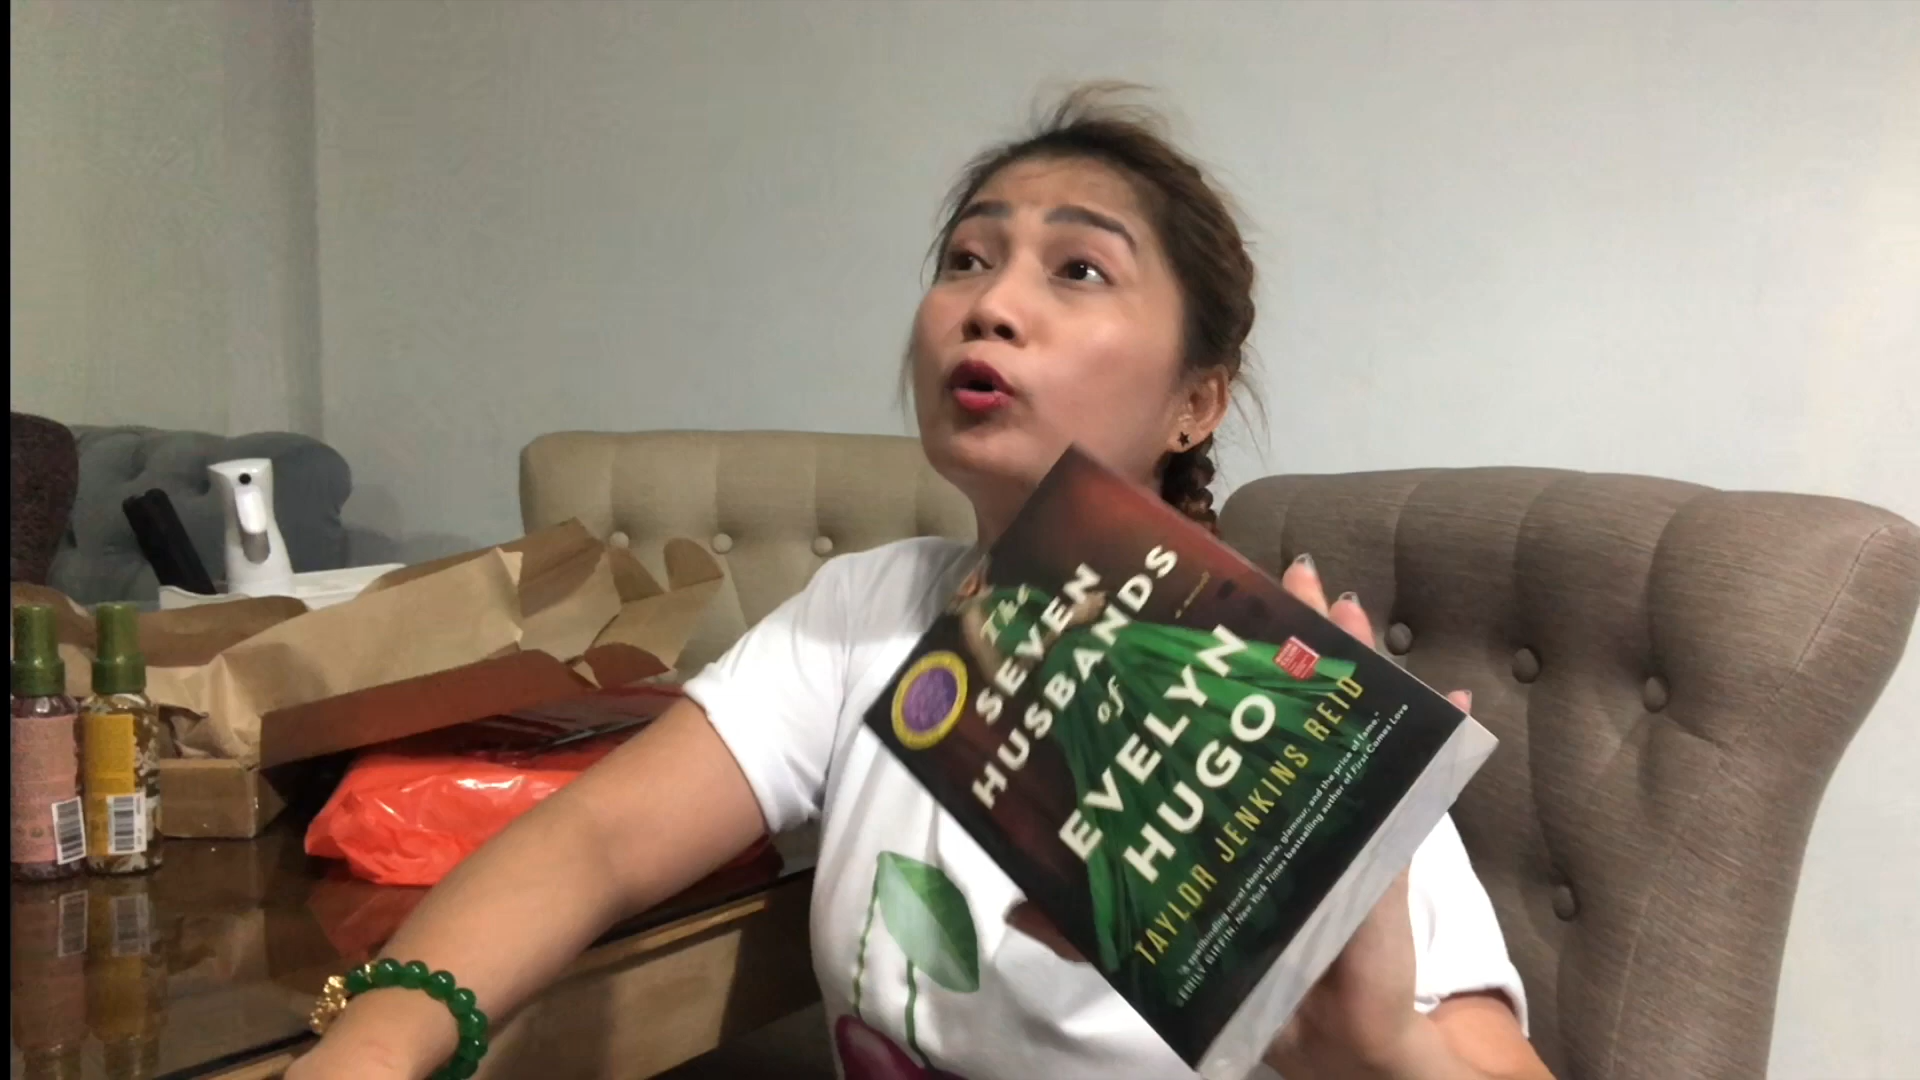 The
SEVEN
HUSBANDS
of
EVELYN
HUGO
a novel
TAYLOR JENKINS REID
"A spellbinding novel about love, glamour, and the price of fame."
EMILY GIFFIN, New York Times bestselling author of First Comes Love